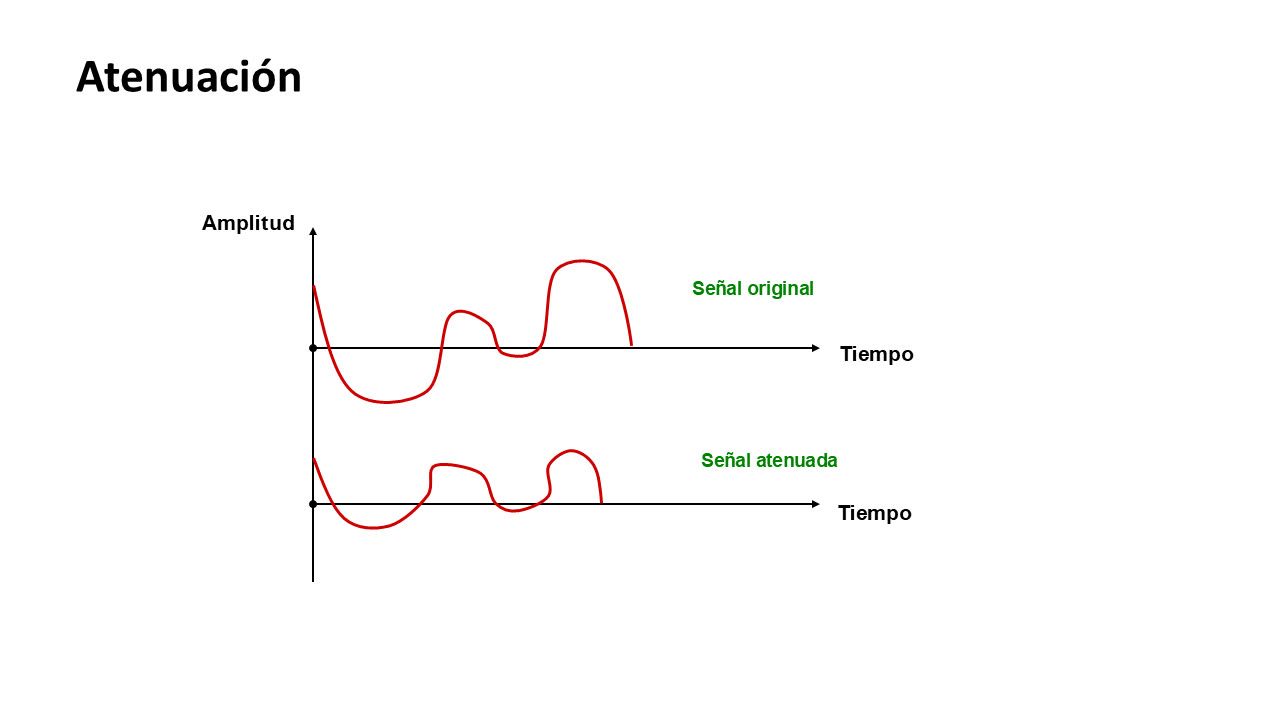 Atenuación
Amplitud
Señal original
Tiempo
Señal atenuada
Tiempo